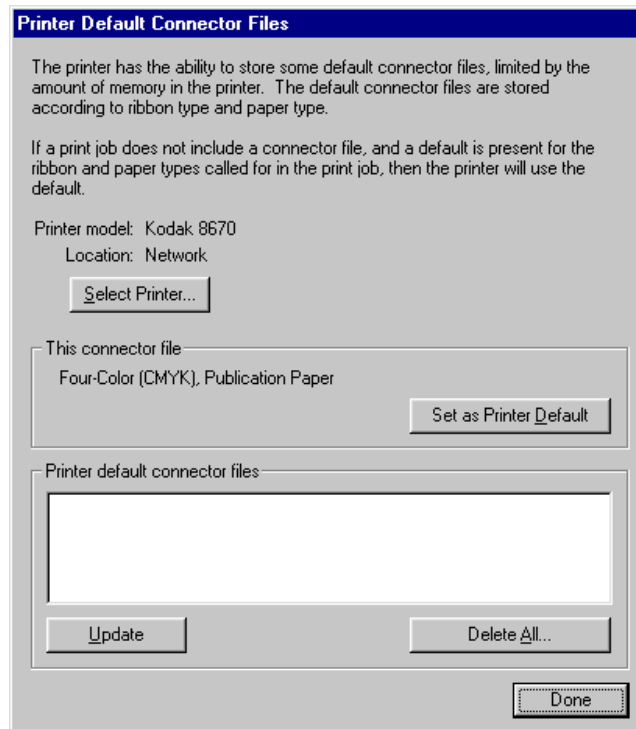 Printer Default Connector Files
The printer has the ability to store some default connector files, limited by the
amount of memory in the printer. The default connector files are stored
according to ribbon type and paper type.
If a print job does not include a connector file, and a default is present for the
ribbon and paper types called for in the print job, then the printer will use the
default.
Printer model: Kodak 8670
Location: Network
Select Printer...
This connector file
Four-Color (CMYK), Publication Paper
Set as Printer Default
Printer default connector files
Update
Delete All...
Done